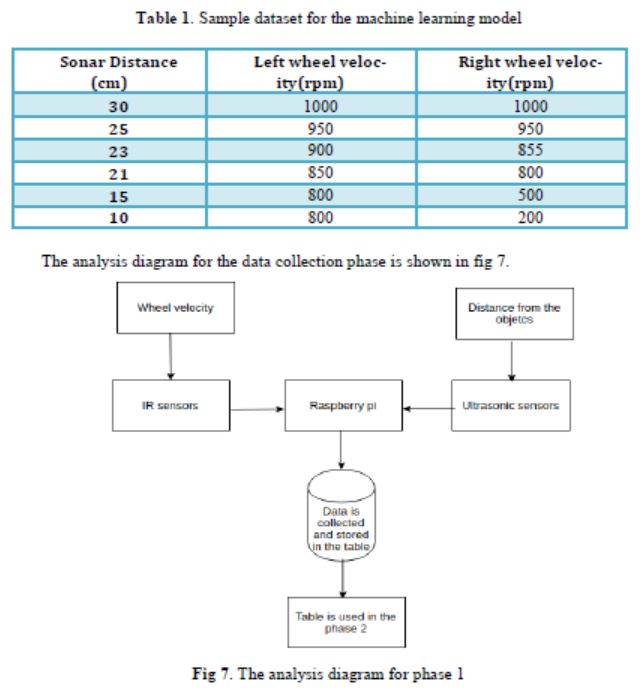 Table 1. Sample dataset for the machine learning model
Sonar Distance Left wheel veloc- Right wheel veloc-
(cm) ity(rpm) ity(rpm)
30 1000 1000
25 950 950
23 900 855
21 850 800
15 800 500
10 800 200
The analysis diagram for the data collection phase is shown in fig 7.
Wheel velocity
Distance from the
objetcs
IR sensors
Raspberry pi
Ultrasonic sensors
Data is
collected
and stored
in the table
Table is used in the
phase 2
Fig 7. The analysis diagram for phase 1